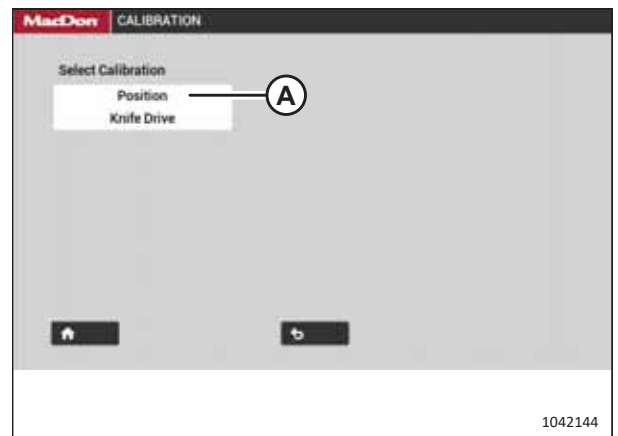 MacDon CALIBRATION
Select Calibration
Position
A
Knife Drive
1042144